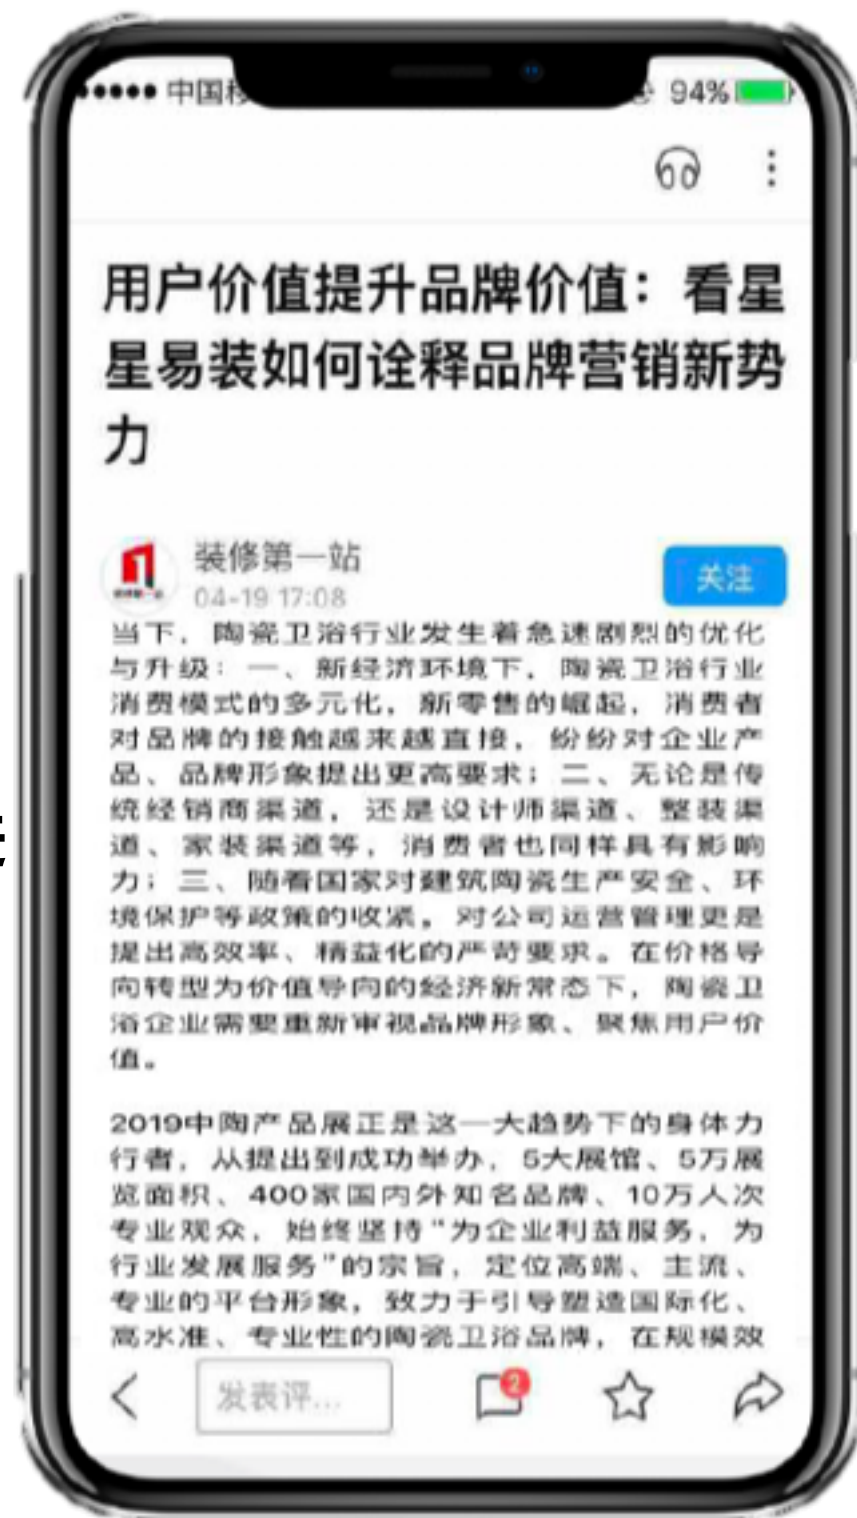 中国移
94%
用户价值提升品牌价值：看星
星易装如何诠释品牌营销新势
力
装修第一站
04-19 17:08
关注
当下，陶瓷卫浴行业发生着急速剧烈的优化
与升级：一、新经济环境下，陶瓷卫浴行业
消费模式的多元化，新零售的崛起，消费者
对品牌的接触越来越直接，纷纷对企业产
品、品牌形象提出更高要求；二、无论是传
统经销商渠道，还是设计师渠道、整装渠
道、家装渠道等，消费者也同样具有影响
力；三、随着国家对建筑陶瓷生产安全、环
境保护等政策的收紧，对公司运营管理更是
提出高效率、精益化的严苛要求。在价格导
向转型为价值导向的经济新常态下，陶瓷卫
浴企业需要重新审视品牌形象、聚焦用户价
值。
2019中陶产品展正是这一大趋势下的身体力
行者，从提出到成功举办，5大展馆、5万展
览面积、400家国内外知名品牌、10万人次
专业观众，始终坚持“为企业利益服务，为
行业发展服务”的宗旨，定位高端、主流、
专业的平台形象，致力于引导塑造国际化、
高水准、专业性的陶瓷卫浴品牌，在规模效
发表评...
2